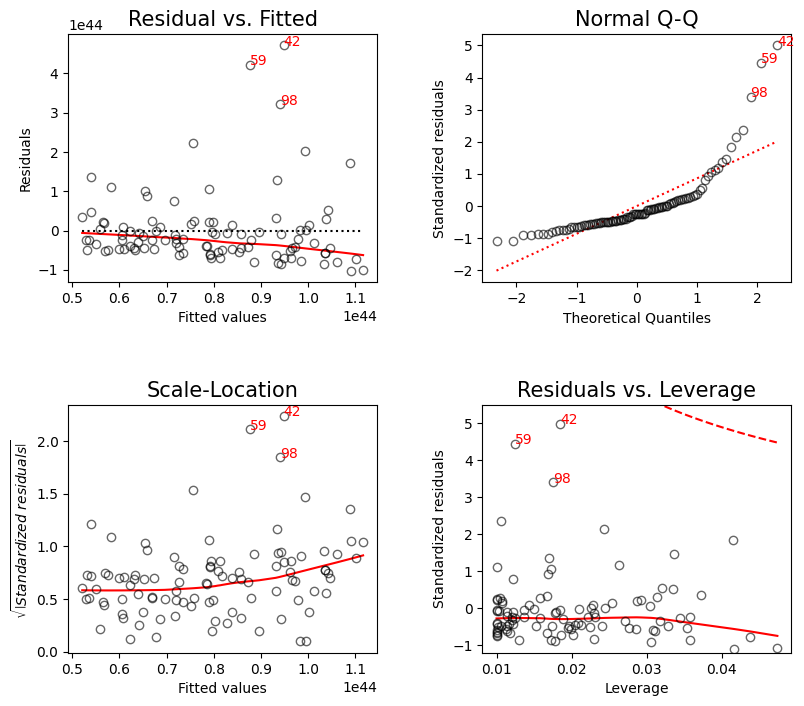 Residual vs. Fitted
1e44
Residuals
4
3
2
1
0
−1
42
59
98
0.5 0.6 0.7 0.8 0.9 1.0 1.1
Fitted values
1e44
Normal Q-Q
Standardized residuals
5
4
3
2
1
0
−1
−2
42
59
98
−2 −1 0 1 2
Theoretical Quantiles
Scale-Location
√|Standardized residuals|
2.0
1.5
1.0
0.5
0.0
42
59
98
0.5 0.6 0.7 0.8 0.9 1.0 1.1
Fitted values
1e44
Residuals vs. Leverage
Standardized residuals
5
4
3
2
1
0
−1
42
59
98
0.01 0.02 0.03 0.04
Leverage